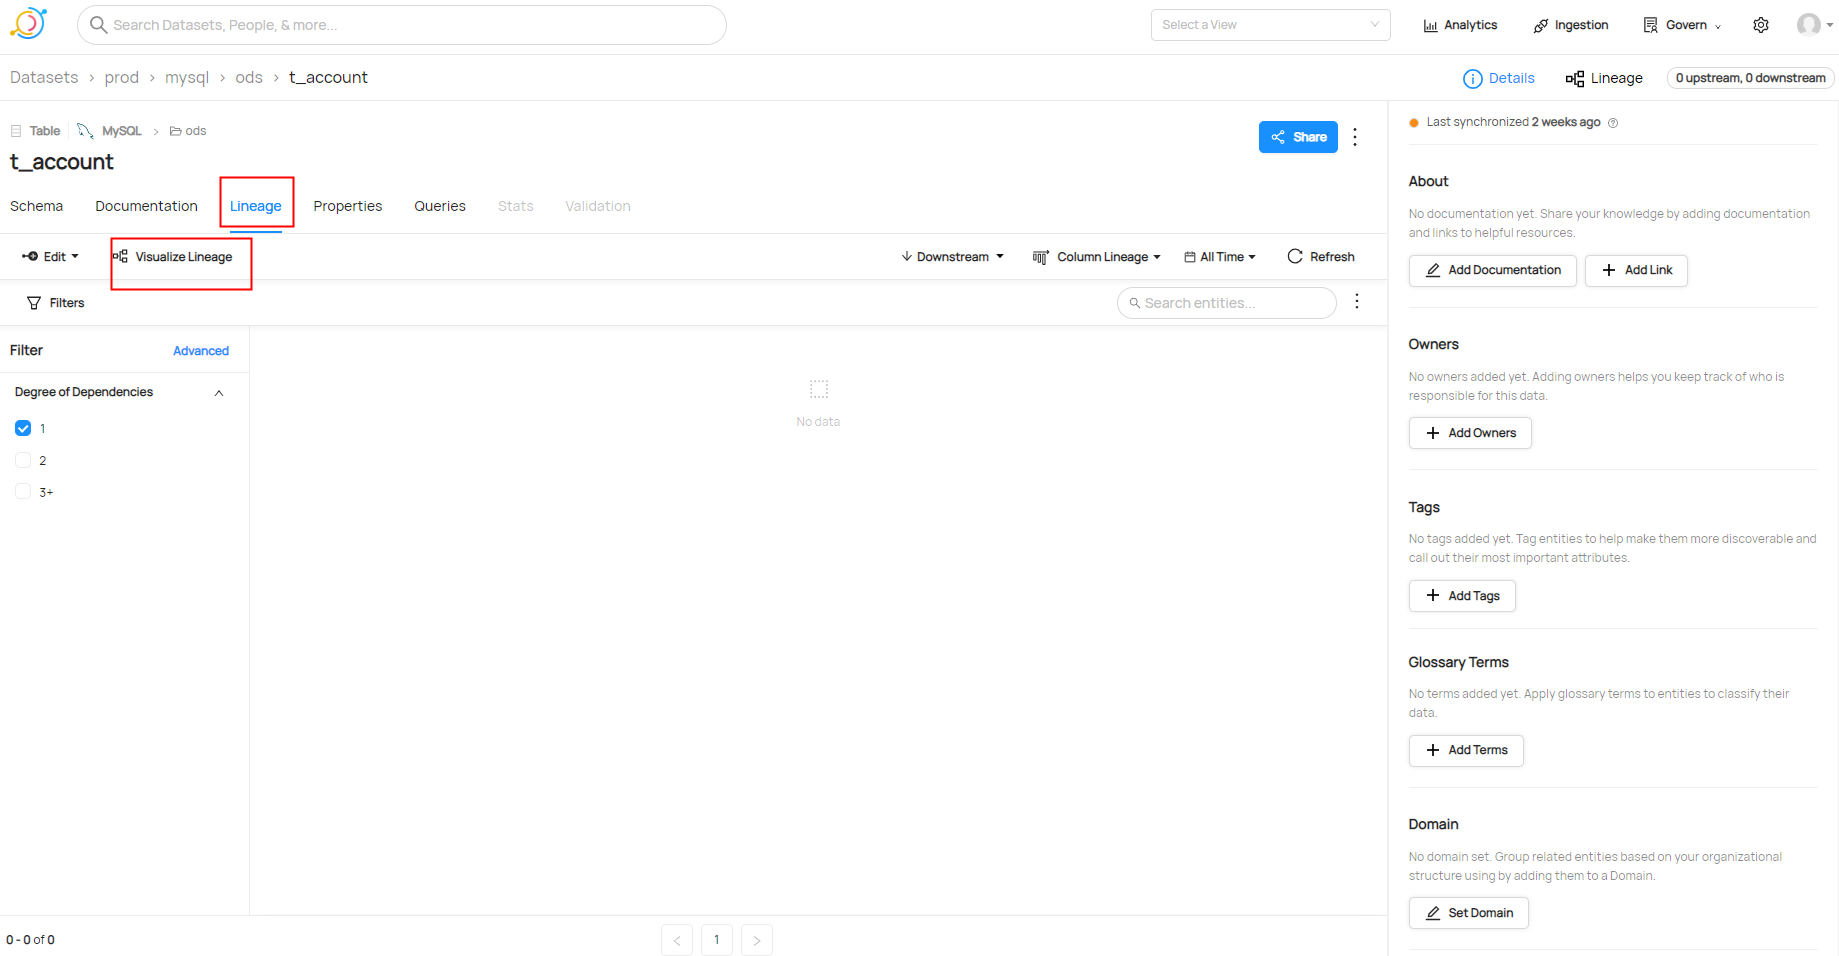 Search Datasets, People, & more...
Select a View
Analytics
Ingestion
Govern
Datasets > prod > mysql > ods > t_account
Details
Lineage
0 upstream, 0 downstream
Table
MySQL > ods
t_account
Share
Schema Documentation Lineage Properties Queries Stats Validation
Edit
Visualize Lineage
Downstream
Column Lineage
All Time
Refresh
Filters
Search entities...
Filter
Advanced
Degree of Dependencies
1
2
3+
No data
0 - 0 of 0
< 1 >
Last synchronized 2 weeks ago
About
No documentation yet. Share your knowledge by adding documentation
and links to helpful resources.
Add Documentation
+ Add Link
Owners
No owners added yet. Adding owners helps you keep track of who is
responsible for this data.
+ Add Owners
Tags
No tags added yet. Tag entities to help make them more discoverable and
call out their most important attributes.
+ Add Tags
Glossary Terms
No terms added yet. Apply glossary terms to entities to classify their
data.
+ Add Terms
Domain
No domain set. Group related entities based on your organizational
structure using by adding them to a Domain.
Set Domain